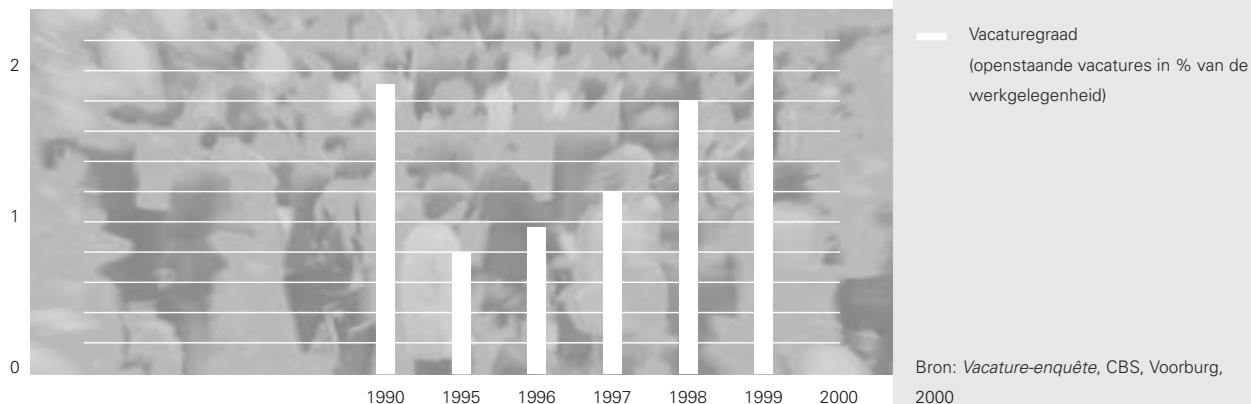 2
1
0
1990 1995 1996 1997 1998 1999 2000
Vacaturegraad
(openstaande vacatures in % van de
werkgelegenheid)
Bron: Vacature-enquête, CBS, Voorburg,
2000